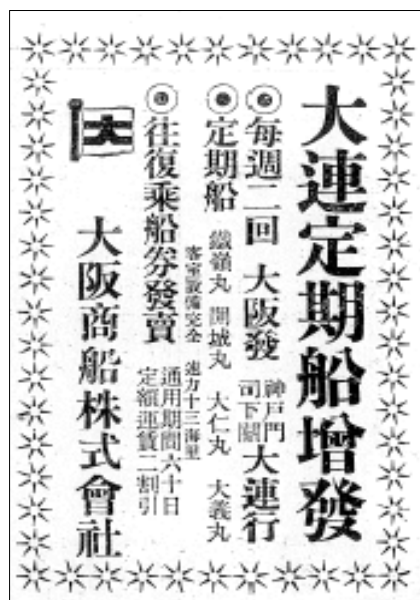 大連定期船增發
每週二回 大阪發 神戶門司下關 大連行
定期船 鐵嶺丸 開城丸 大仁丸 大義丸
客室設備完全 速力十三海里
往復乘船券發賣 通用期間六十日 定額運賃二割引
大
大阪商船株式會社